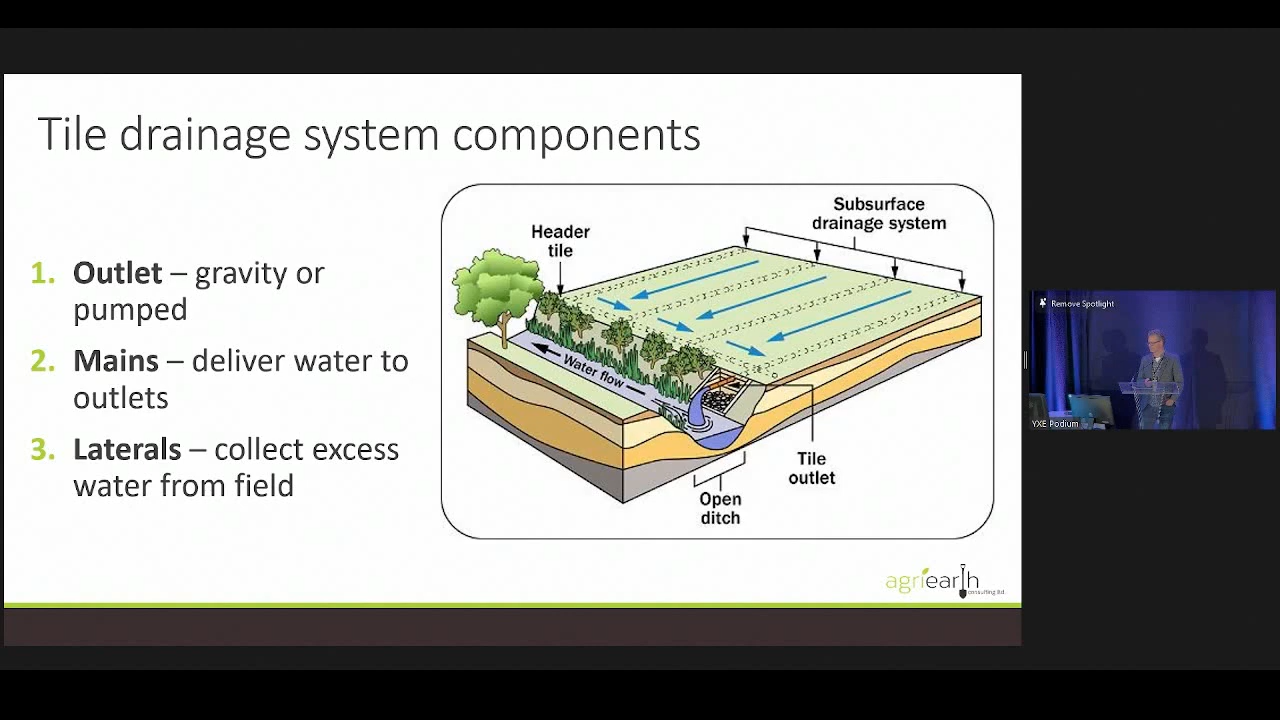 Tile drainage system components
1. Outlet – gravity or
pumped
2. Mains – deliver water to
outlets
3. Laterals – collect excess
water from field
Subsurface
drainage system
Header
tile
Water flow
Tile
outlet
Open
ditch
agriearth
consulting ltd.
Remove Spotlight
YXE Podium